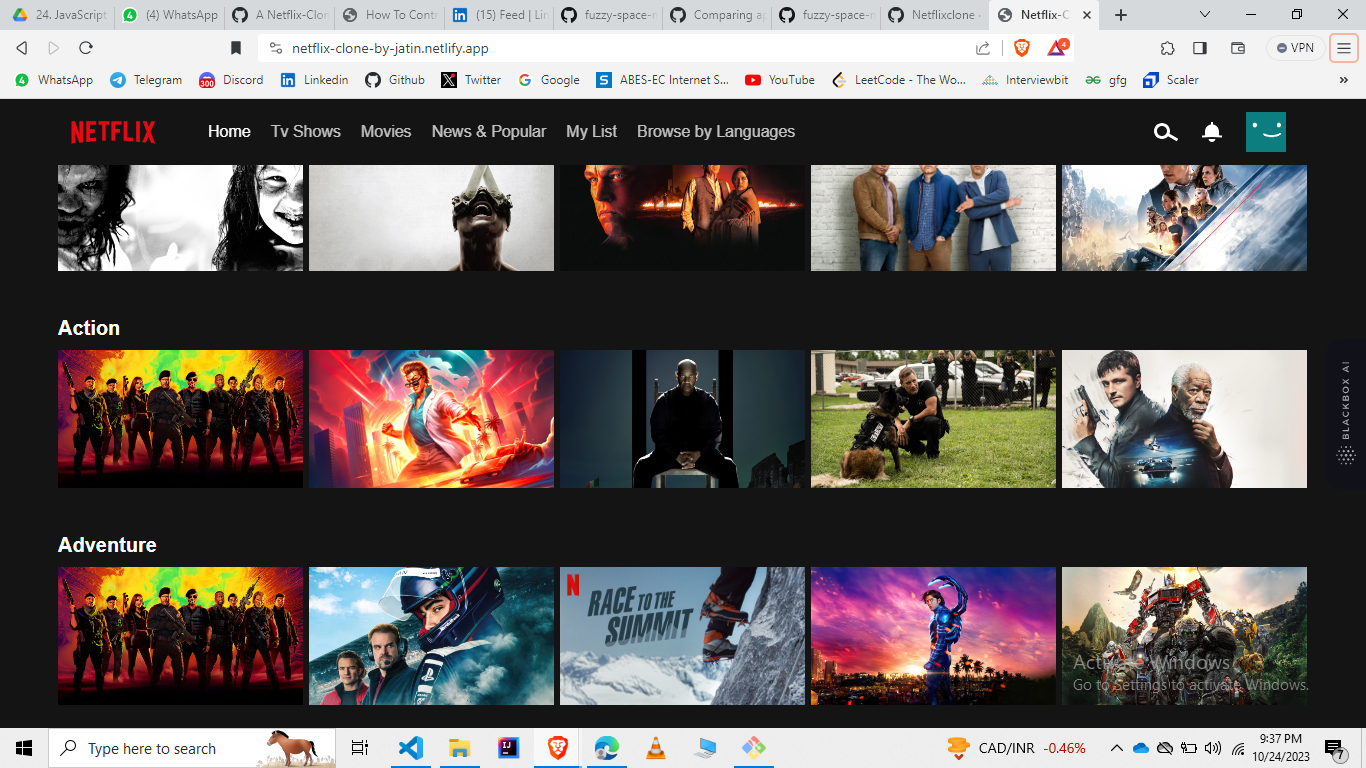 24. JavaScript
(4) WhatsApp
A Netflix-Clon
How To Contr
(15) Feed | Lin
fuzzy-space-n
Comparing ap
fuzzy-space-n
Netflixclone
Netflix-C
netflix-clone-by-jatin.netlify.app
4
VPN
WhatsApp
Telegram
300
Discord
Linkedin
Github
Twitter
Google
S ABES-EC Internet S...
YouTube
LeetCode - The Wo...
Interviewbit
gfg
Scaler
»
NETFLIX
Home
Tv Shows
Movies
News & Popular
My List
Browse by Languages
Action
BLACKBOX AI
Adventure
N
RACE TO THE
SUMMIT
Activate Windows
Go to Settings to activate Windows.
Type here to search
CAD/INR -0.46%
9:37 PM
10/24/2023
7